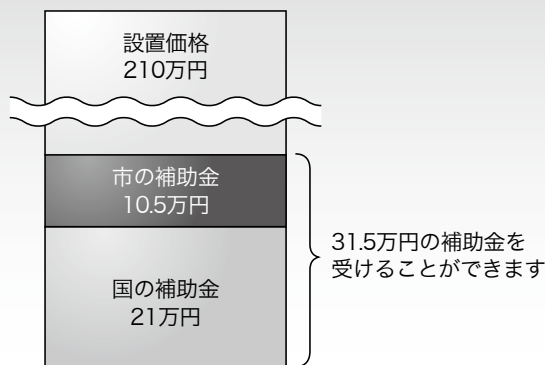 設置価格
210万円
市の補助金
10.5万円
31.5万円の補助金を
受けることができます
国の補助金
21万円